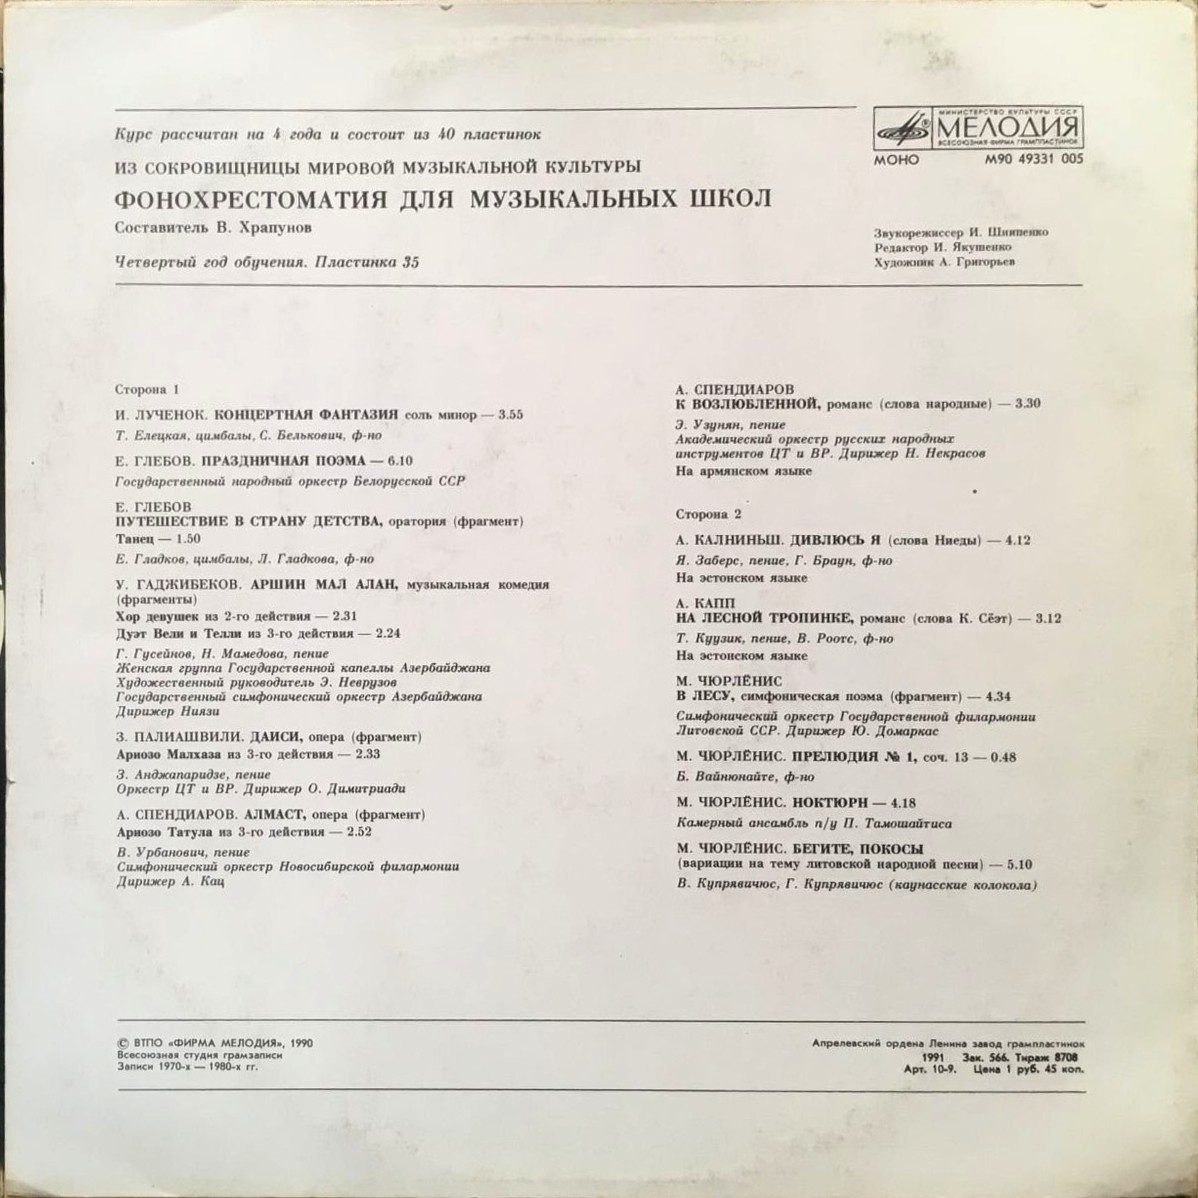 Курс рассчитан на 4 года и состоит из 40 пластинок
ИЗ СОКРОВИЩНИЦЫ МИРОВОЙ МУЗЫКАЛЬНОЙ КУЛЬТУРЫ
ФОНОХРЕСТОМАТИЯ ДЛЯ МУЗЫКАЛЬНЫХ ШКОЛ
Составитель В. Храпунов
Четвертый год обучения. Пластинка 35
МИНИСТЕРСТВО КУЛЬТУРЫ СССР
МЕЛОДИЯ
ВСЕСОЮЗНАЯ ФИРМА ГРАМПЛАСТИНОК
МОНО М90 49331 005
Звукорежиссер И. Шнипенко
Редактор И. Якушенко
Художник А. Григорьев
Сторона 1
И. ЛУЧЕНОК. КОНЦЕРТНАЯ ФАНТАЗИЯ соль минор — 3.55
Т. Елецкая, цимбалы, С. Белькович, ф-но
Е. ГЛЕБОВ. ПРАЗДНИЧНАЯ ПОЭМА — 6.10
Государственный народный оркестр Белорусской ССР
Е. ГЛЕБОВ
ПУТЕШЕСТВИЕ В СТРАНУ ДЕТСТВА, оратория (фрагмент)
Танец — 1.50
Е. Гладков, цимбалы, Л. Гладкова, ф-но
У. ГАДЖИБЕКОВ. АРШИН МАЛ АЛАН, музыкальная комедия
(фрагменты)
Хор девушек из 2-го действия — 2.31
Дуэт Вели и Телли из 3-го действия — 2.24
Г. Гусейнов, Н. Мамедова, пение
Женская группа Государственной капеллы Азербайджана
Художественный руководитель Э. Неврузов
Государственный симфонический оркестр Азербайджана
Дирижер Ниязи
З. ПАЛИАШВИЛИ. ДАИСИ, опера (фрагмент)
Ариозо Малхаза из 3-го действия — 2.33
З. Анджапаридзе, пение
Оркестр ЦТ и ВР. Дирижер О. Димитриади
А. СПЕНДИАРОВ. АЛМАСТ, опера (фрагмент)
Ариозо Татула из 3-го действия — 2.52
В. Урбанович, пение
Симфонический оркестр Новосибирской филармонии
Дирижер А. Кац
А. СПЕНДИАРОВ
К ВОЗЛЮБЛЕННОЙ, романс (слова народные) — 3.30
Э. Узунян, пение
Академический оркестр русских народных
инструментов ЦТ и ВР. Дирижер Н. Некрасов
На армянском языке
Сторона 2
А. КАЛНИНЬШ. ДИВЛЮСЬ Я (слова Ниеды) — 4.12
Я. Заберс, пение, Г. Браун, ф-но
На эстонском языке
А. КАПП
НА ЛЕСНОЙ ТРОПИНКЕ, романс (слова К. Сёэт) — 3.12
Т. Куузик, пение, В. Роотс, ф-но
На эстонском языке
М. ЧЮРЛЁНИС
В ЛЕСУ, симфоническая поэма (фрагмент) — 4.34
Симфонический оркестр Государственной филармонии
Литовской ССР. Дирижер Ю. Домаркас
М. ЧЮРЛЁНИС. ПРЕЛЮДИЯ № 1, соч. 13 — 0.48
Б. Вайнюнайте, ф-но
М. ЧЮРЛЁНИС. НОКТЮРН — 4.18
Камерный ансамбль п/у П. Тамошайтиса
М. ЧЮРЛЁНИС. БЕГИТЕ, ПОКОСЫ
(вариации на тему литовской народной песни) — 5.10
В. Купрявичюс, Г. Купрявичюс (каунасские колокола)
© ВТПО «ФИРМА МЕЛОДИЯ», 1990
Всесоюзная студия грамзаписи
Записи 1970-х — 1980-х гг.
Апрелевский ордена Ленина завод грампластинок
1991 Зак. 566. Тираж 8708
Арт. 10-9. Цена 1 руб. 45 коп.